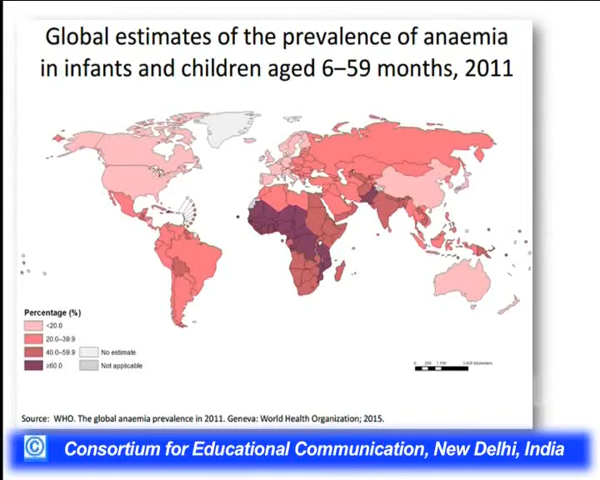 Global estimates of the prevalence of anaemia
in infants and children aged 6–59 months, 2011
Percentage (%)
<20.0
20.0–39.9
40.0–59.9
≥60.0
No estimate
Not applicable
Source: WHO. The global anaemia prevalence in 2011. Geneva: World Health Organization; 2015.
© Consortium for Educational Communication, New Delhi, India